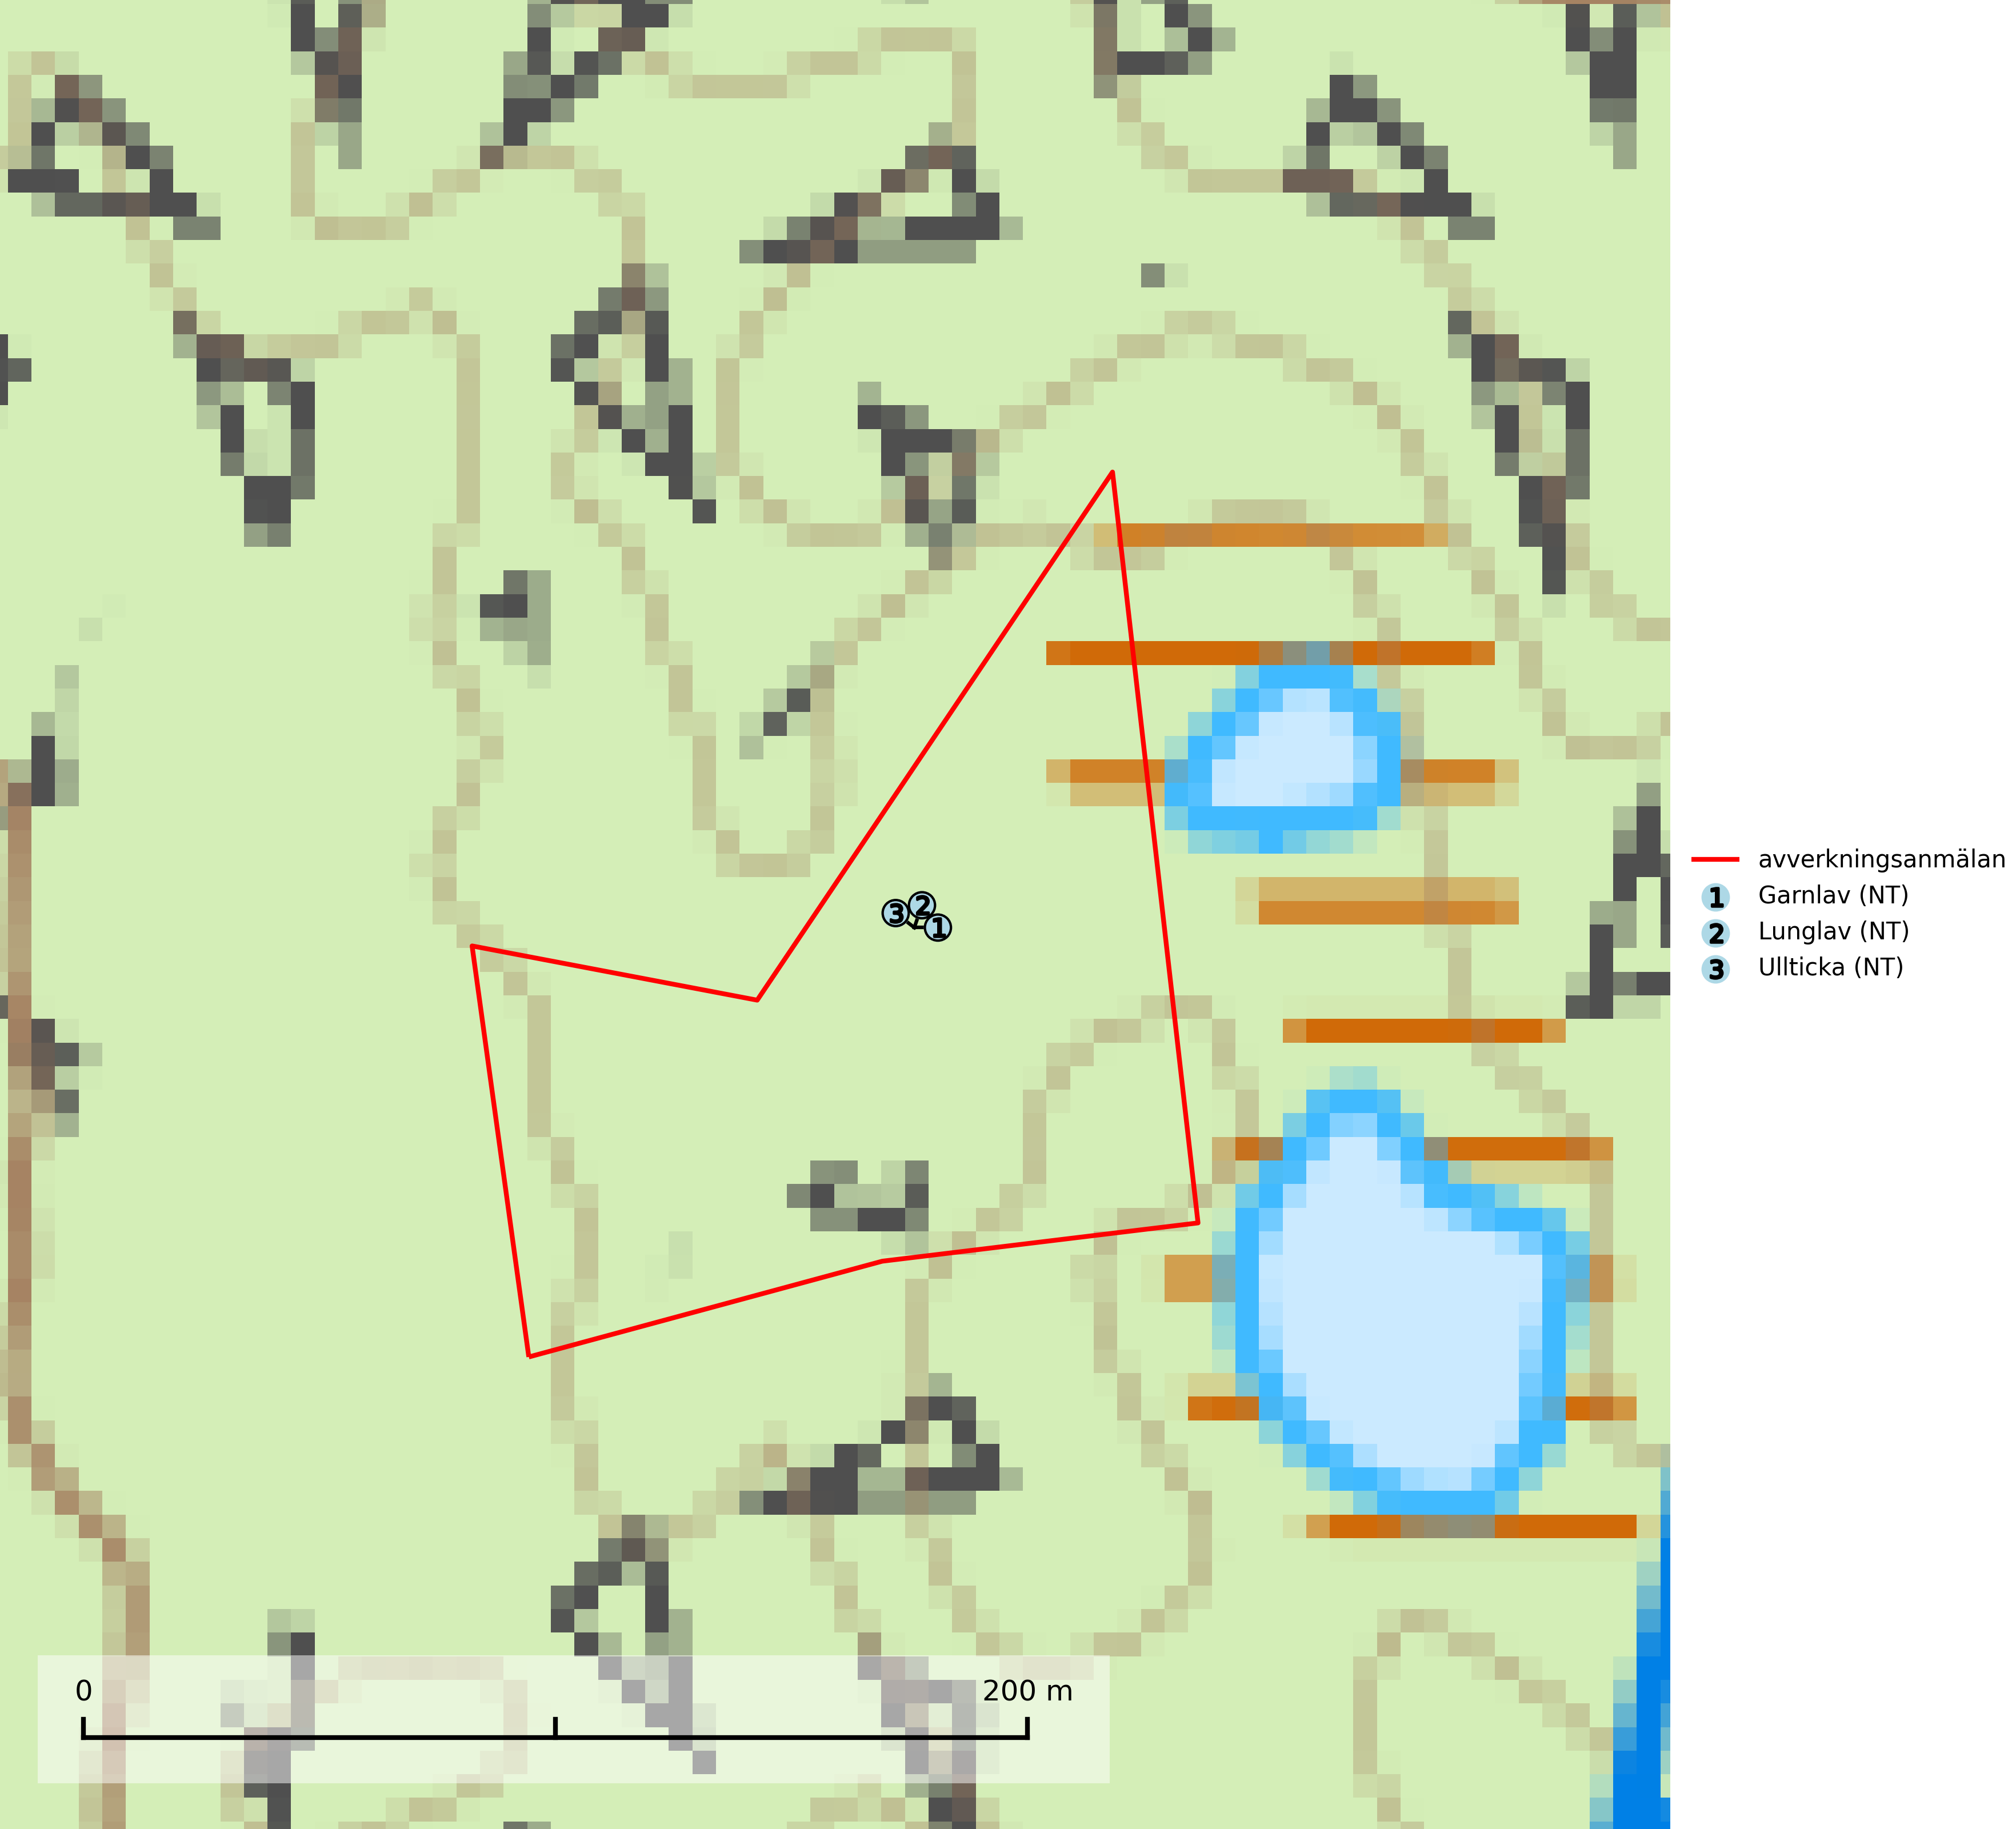 3
2
1
avverkningsanmälan
1 Garnlav (NT)
2 Lunglav (NT)
3 Ullticka (NT)
0 200 m